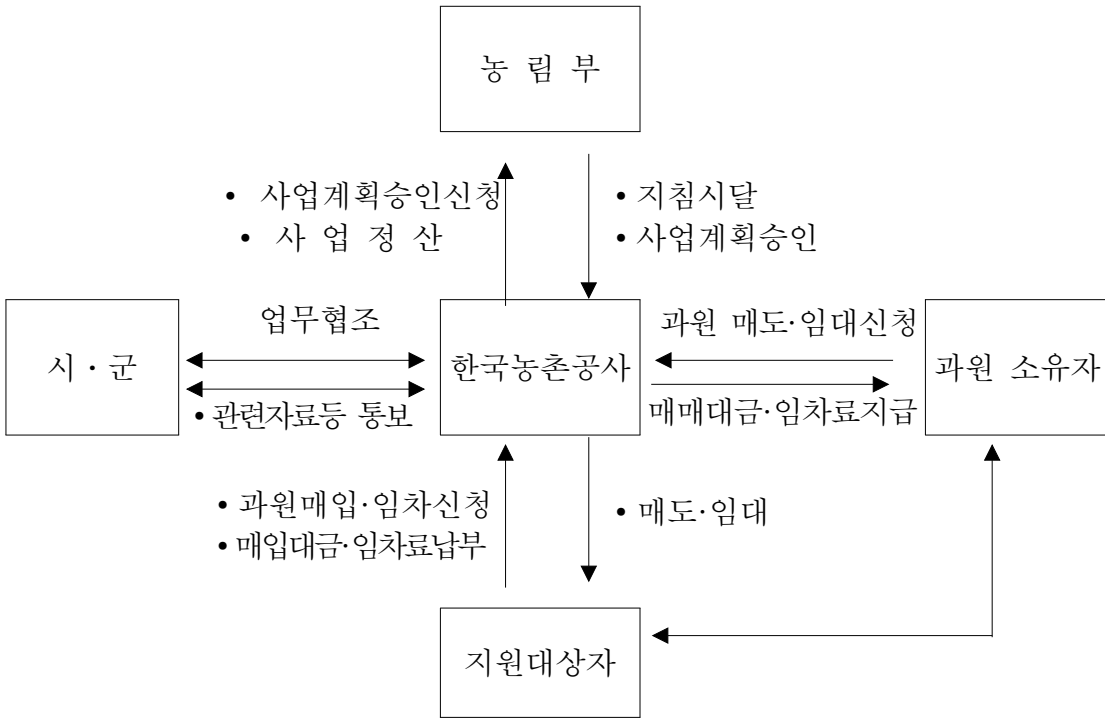 농 림 부
• 사업계획승인신청
• 사 업 정 산
• 지침시달
• 사업계획승인
시·군
업무협조
• 관련자료등 통보
한국농촌공사
과원 매도·임대신청
매매대금·임차료지급
과원 소유자
• 과원매입·임차신청
• 매입대금·임차료납부
• 매도·임대
지원대상자